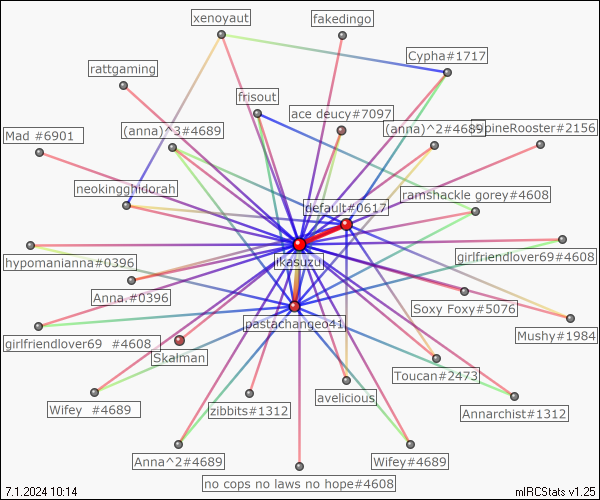 xenoyaut
fakedingo
Cypha#1717
rattgaming
frisout
ace deucy#7097
Mad #6901
(anna)^3#4689
(anna)^2#4689
pineRooster#2156
neokingghidorah
ramshackle gorey#4608
default#0617
hypomanianna#0396
ikasuzu
girlfriendlover69#4608
Anna.#0396
Soxy Foxy#5076
pastachangeo41
Mushy#1984
girlfriendlover69 #4608
Skalman
Toucan#2473
Wifey #4689
zibbits#1312
avelicious
Annarchist#1312
Anna^2#4689
Wifey#4689
no cops no laws no hope#4608
7.1.2024 10:14
mIRCStats v1.25